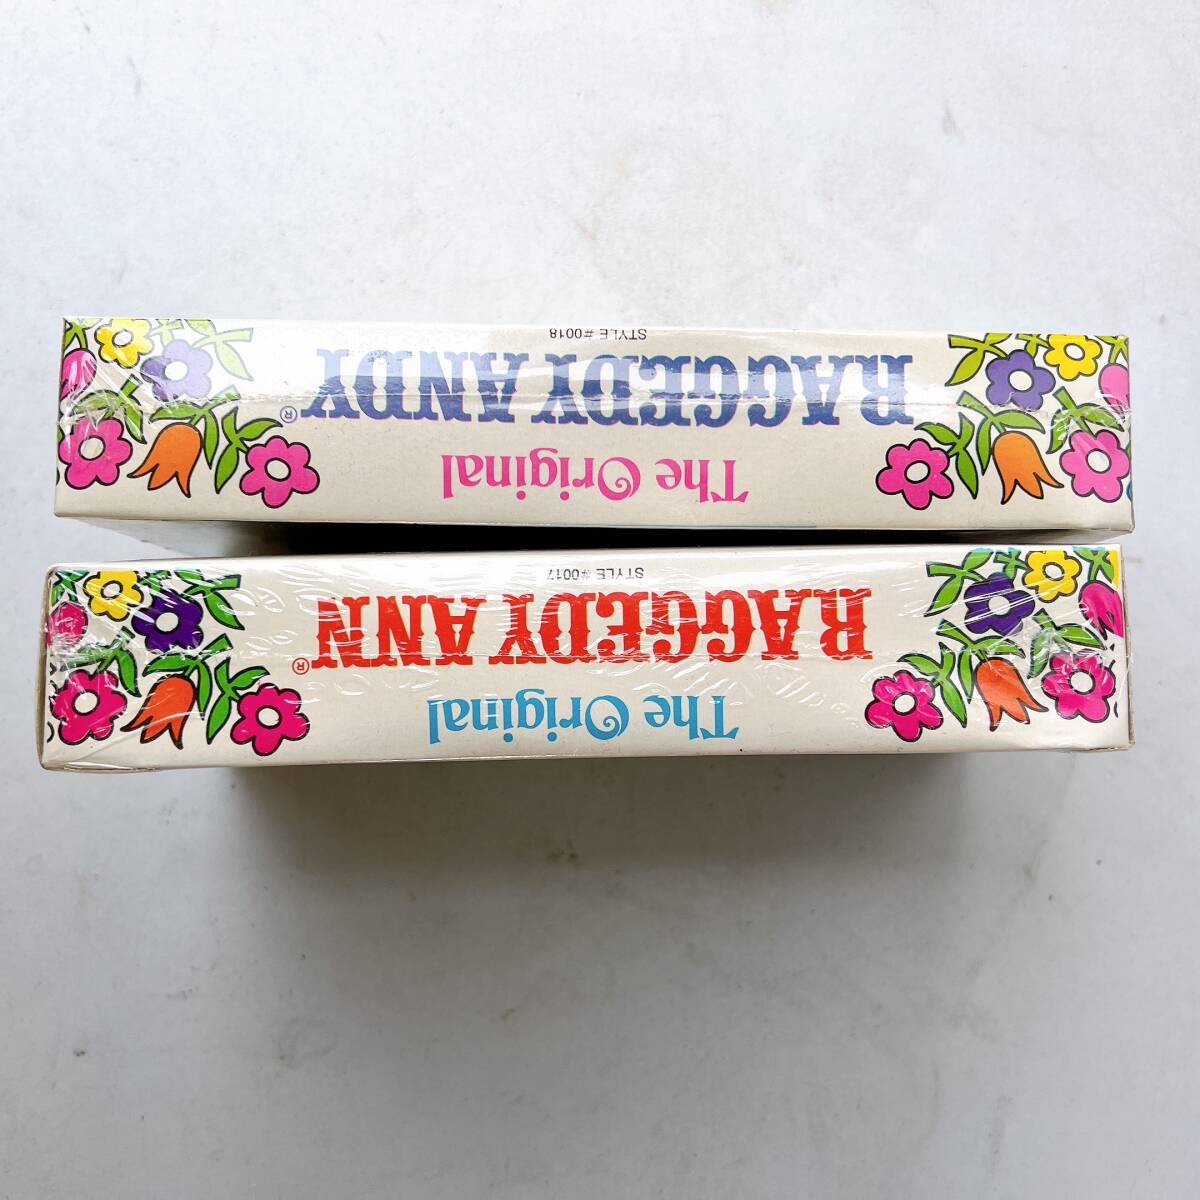 The Original
RAGGEDY ANDY®
STYLE #0018
The Original
RAGGEDY ANN®
STYLE #0017